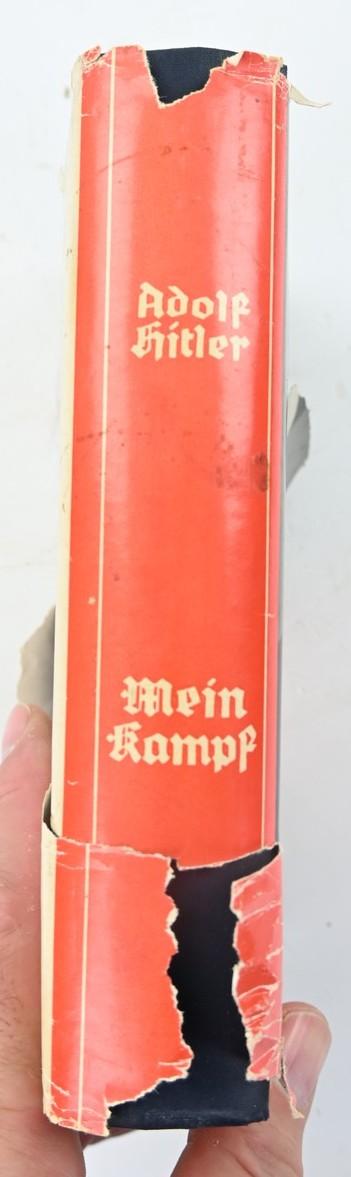 Adolf
Hitler
Mein
Kampf